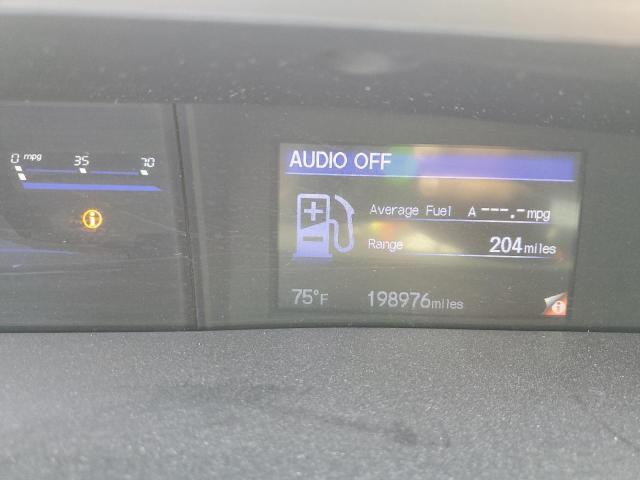 0 mpg 35 70
AUDIO OFF
Average Fuel A ---.- mpg
Range 204 miles
75°F 198976 miles